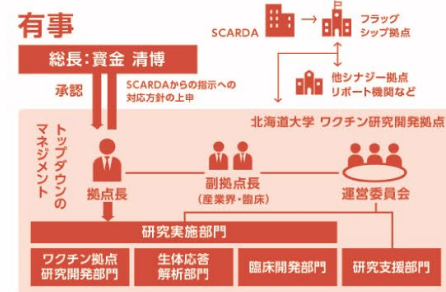 有事
SCARDA
フラッグ
シップ拠点
総長:寳金 清博
承認
SCARDAからの指示への
対応方針の上申
他シナジー拠点
リポート機関など
北海道大学 ワクチン研究開発拠点
トップダウンの
マネジメント
拠点長
副拠点長
(産業界・臨床)
運営委員会
研究実施部門
ワクチン拠点
研究開発部門
生体応答
解析部門
臨床開発部門
研究支援部門